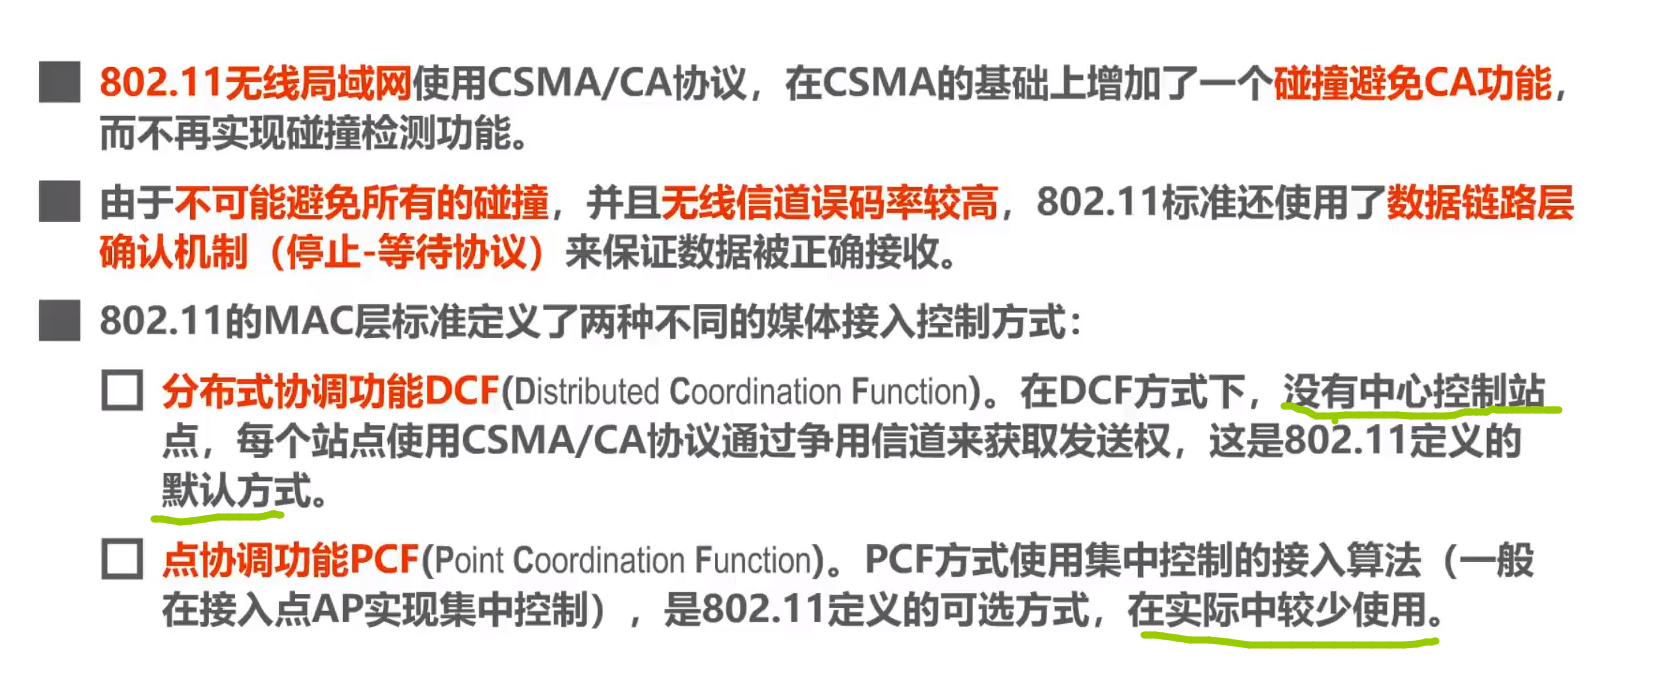 802.11无线局域网使用CSMA/CA协议，在CSMA的基础上增加了一个碰撞避免CA功能，
而不再实现碰撞检测功能。
由于不可能避免所有的碰撞，并且无线信道误码率较高，802.11标准还使用了数据链路层
确认机制（停止-等待协议）来保证数据被正确接收。
802.11的MAC层标准定义了两种不同的媒体接入控制方式：
分布式协调功能DCF(Distributed Coordination Function)。在DCF方式下，没有中心控制站
点，每个站点使用CSMA/CA协议通过争用信道来获取发送权，这是802.11定义的
默认方式。
点协调功能PCF(Point Coordination Function)。PCF方式使用集中控制的接入算法（一般
在接入点AP实现集中控制），是802.11定义的可选方式，在实际中较少使用。